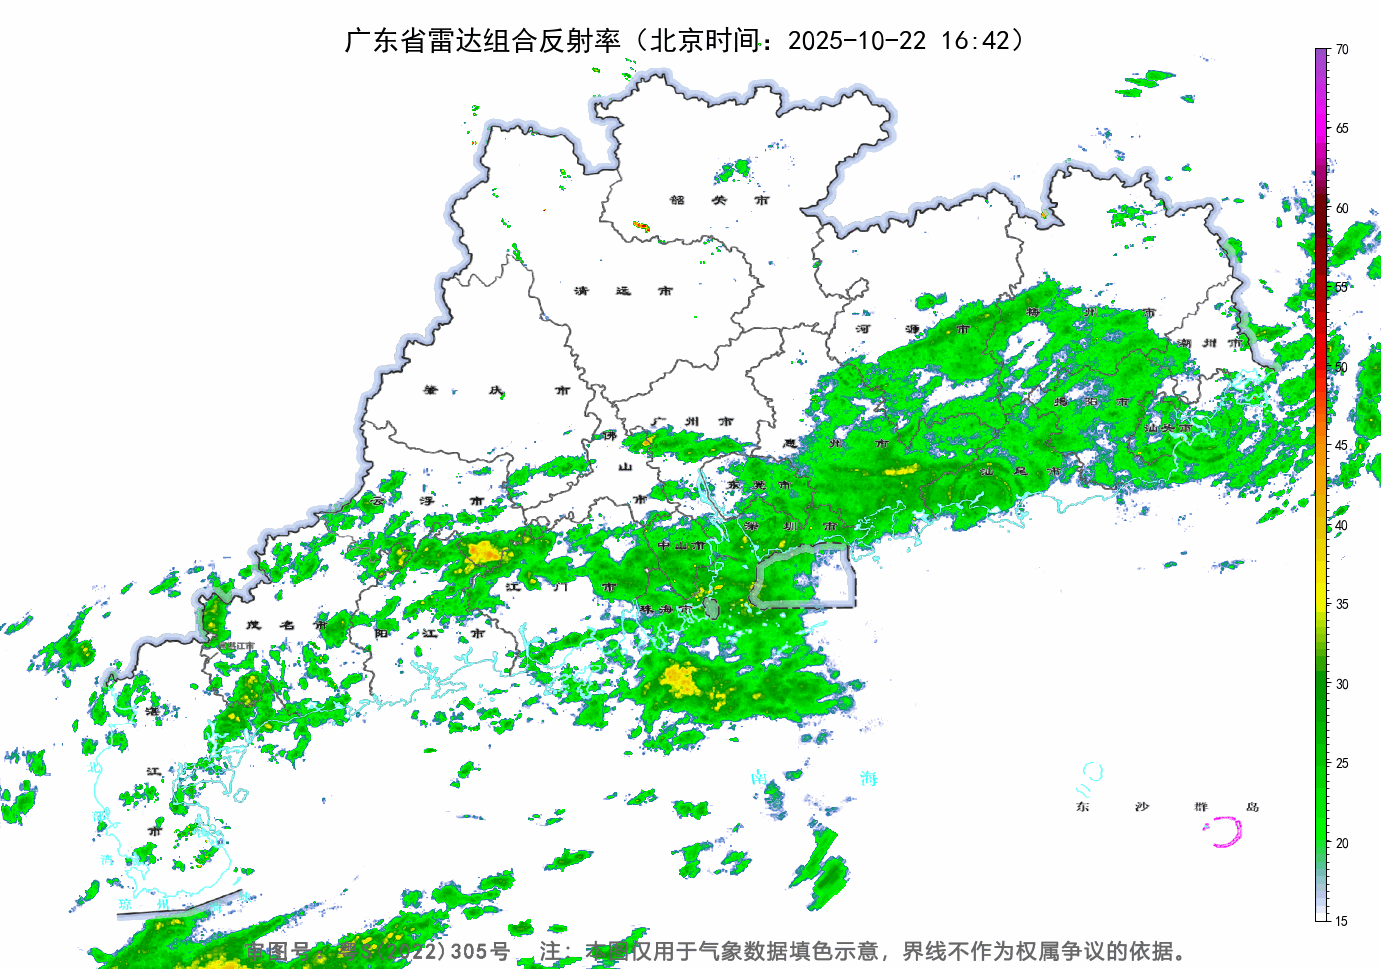 广东省雷达组合反射率（北京时间：2025-10-22 16:42）
70
65
60
55
50
45
40
35
30
25
20
15
韶关市
清远市
河源市
梅州市
潮州市
肇庆市
广州市
惠州市
揭阳市
汕头市
佛山市
东莞市
汕尾市
云浮市
深圳市
中山市
江门市
珠海市
茂名市
阳江市
湛江市
南海
东沙群岛
北部湾
琼州海峡
审图号：粤S(2022)305号 注：本图仅用于气象数据填色示意，界线不作为权属争议的依据。